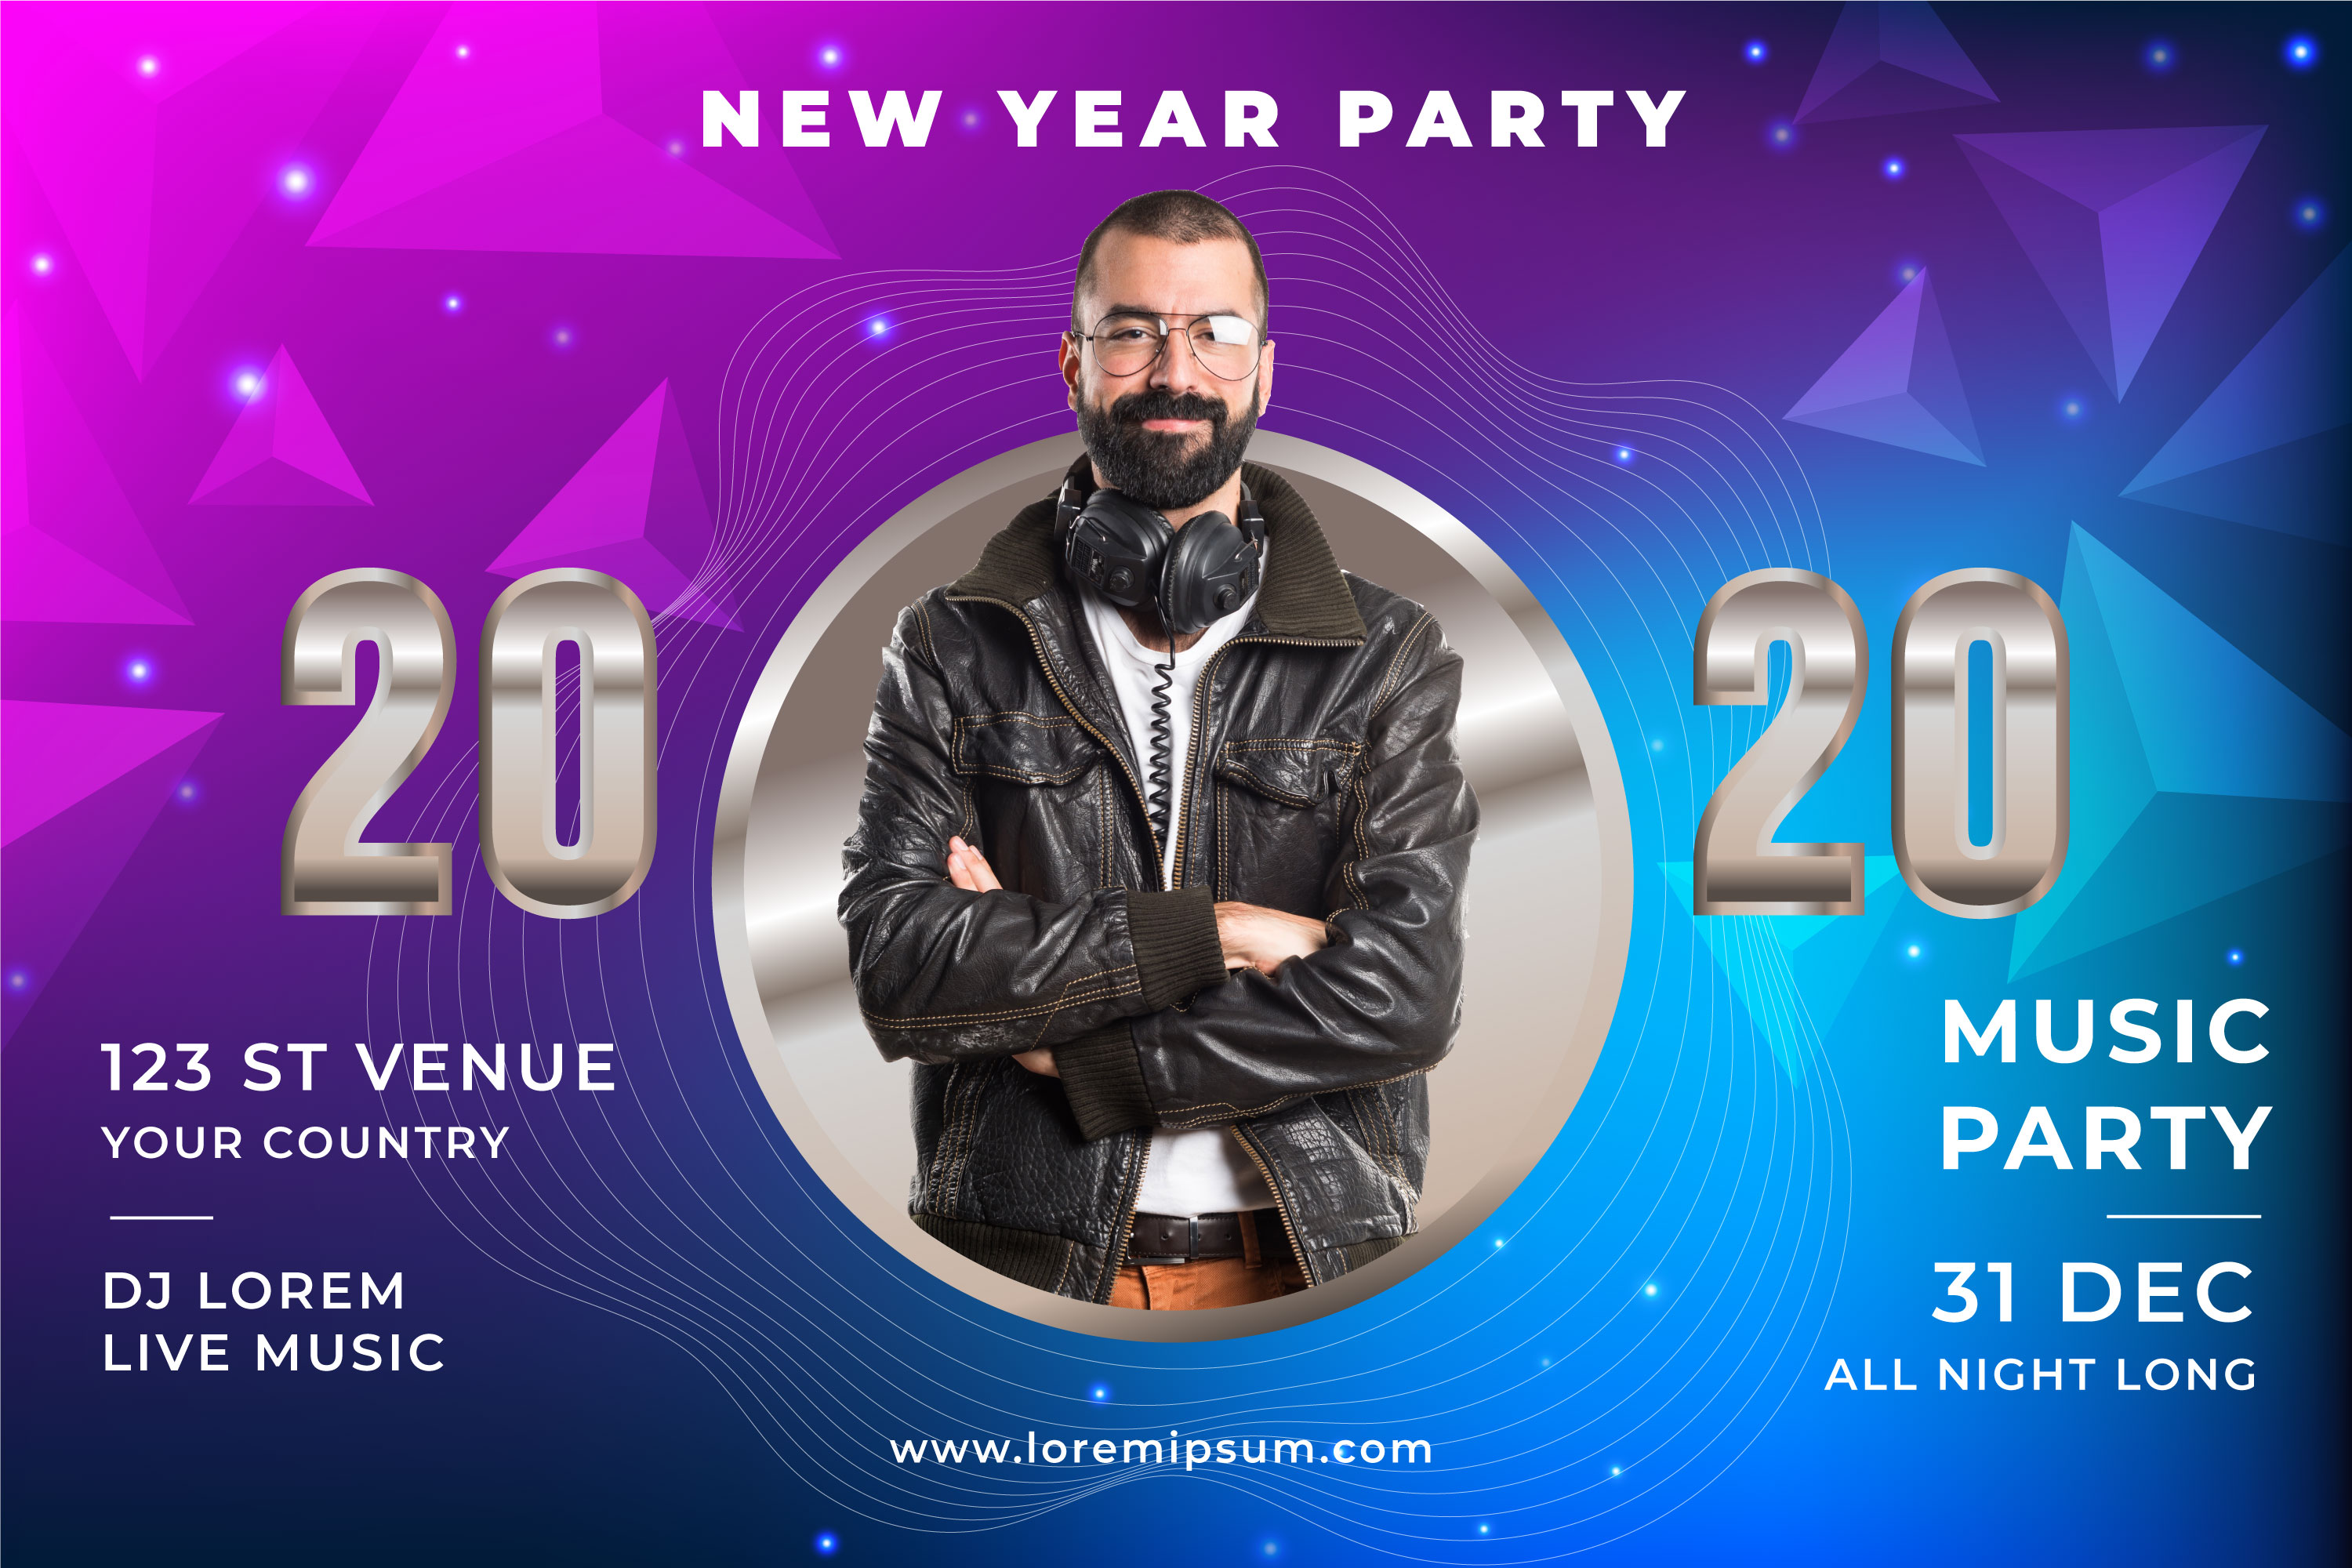 NEW YEAR PARTY
20
20
123 ST VENUE
YOUR COUNTRY
DJ LOREM
LIVE MUSIC
MUSIC
PARTY
31 DEC
ALL NIGHT LONG
www.loremipsum.com